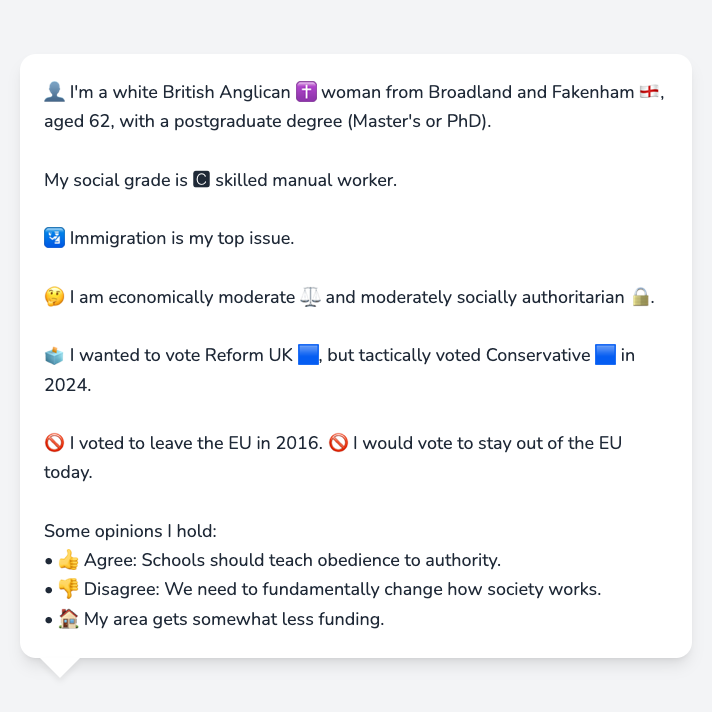 👤 I'm a white British Anglican ✝️ woman from Broadland and Fakenham 🏴󠁧󠁢󠁥󠁮󠁧󠁿,
aged 62, with a postgraduate degree (Master's or PhD).
My social grade is 🅲 skilled manual worker.
🛂 Immigration is my top issue.
🤔 I am economically moderate ⚖️ and moderately socially authoritarian 🔒.
🗳️ I wanted to vote Reform UK 🟦, but tactically voted Conservative 🟦 in
2024.
🚫 I voted to leave the EU in 2016. 🚫 I would vote to stay out of the EU
today.
Some opinions I hold:
• 👍 Agree: Schools should teach obedience to authority.
• 👎 Disagree: We need to fundamentally change how society works.
• 🏠 My area gets somewhat less funding.